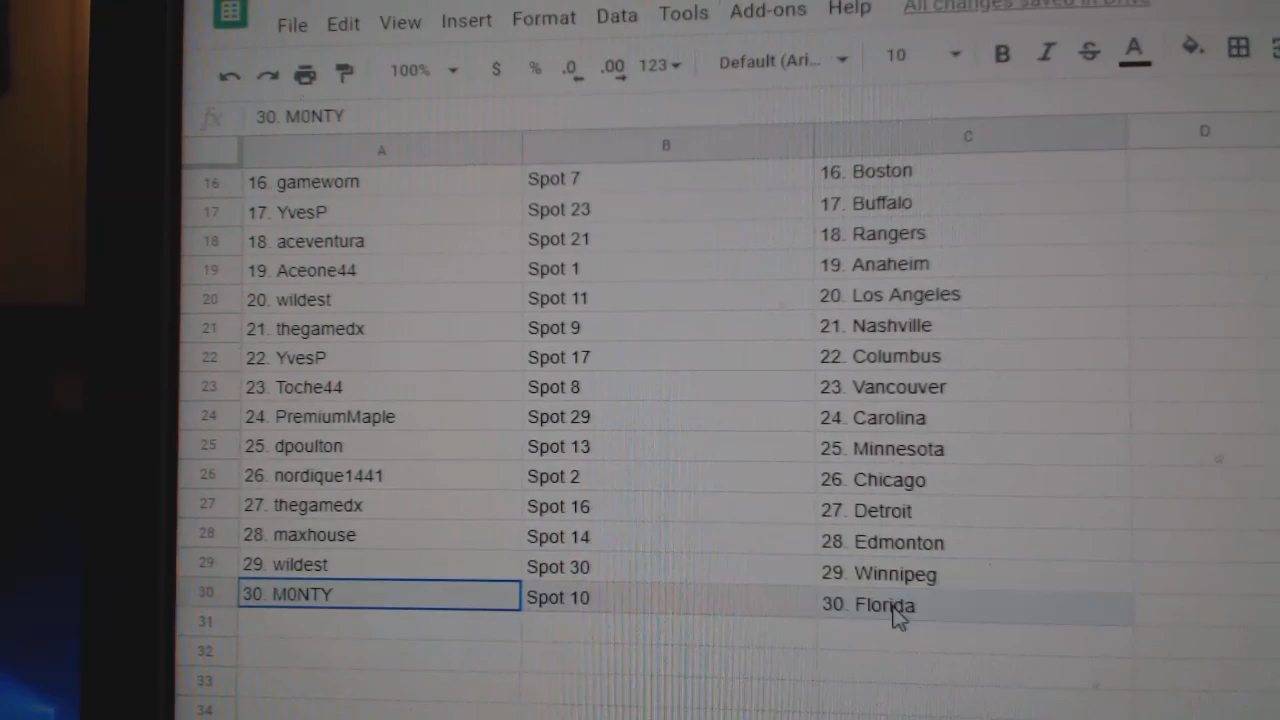 File Edit View Insert Format Data Tools Add-ons Help All changes saved in Drive
100% $ % .0 .00 123 Default (Ari... 10 B I S A
fx 30. M0NTY
A B C D
16 16. gameworn Spot 7 16. Boston
17 17. YvesP Spot 23 17. Buffalo
18 18. aceventura Spot 21 18. Rangers
19 19. Aceone44 Spot 1 19. Anaheim
20 20. wildest Spot 11 20. Los Angeles
21 21. thegamedx Spot 9 21. Nashville
22 22. YvesP Spot 17 22. Columbus
23 23. Toche44 Spot 8 23. Vancouver
24 24. PremiumMaple Spot 29 24. Carolina
25 25. dpoulton Spot 13 25. Minnesota
26 26. nordique1441 Spot 2 26. Chicago
27 27. thegamedx Spot 16 27. Detroit
28 28. maxhouse Spot 14 28. Edmonton
29 29. wildest Spot 30 29. Winnipeg
30 30. M0NTY Spot 10 30. Florida
31
32
33
34